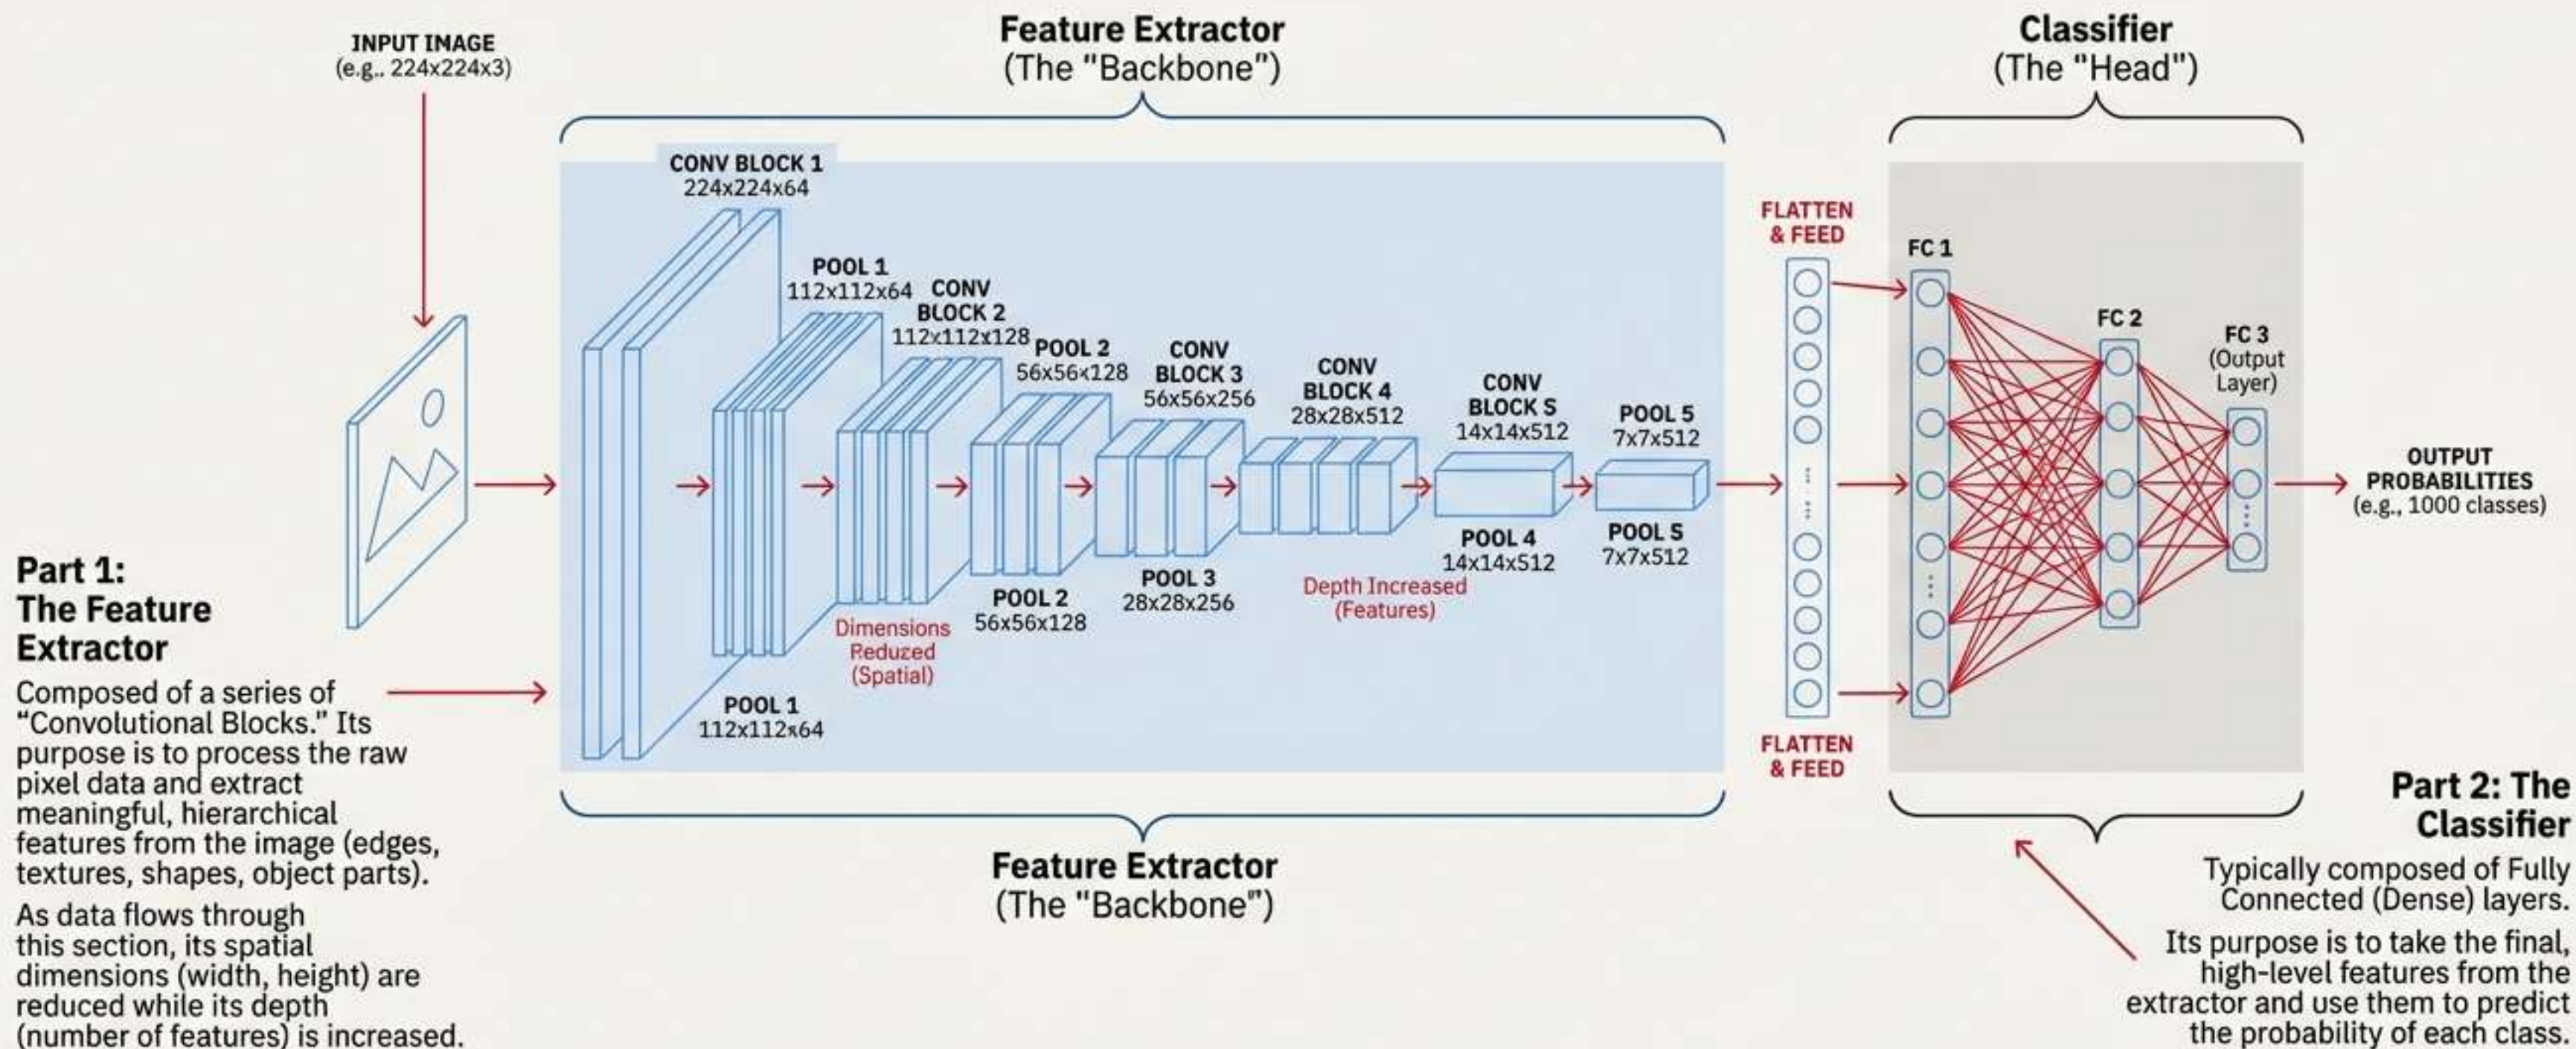 INPUT IMAGE
(e.g., 224x224x3)
Feature Extractor
(The "Backbone")
Classifier
(The "Head")
CONV BLOCK 1
224x224x64
POOL 1
112x112x64
CONV
BLOCK 2
112x112x128
POOL 2
56x56x128
CONV
BLOCK 3
56x56x256
CONV
BLOCK 4
28x28x512
CONV
BLOCK S
14x14x512
POOL 5
7x7x512
FLATTEN
& FEED
FC 1
FC 2
FC 3
(Output
Layer)
OUTPUT
PROBABILITIES
(e.g., 1000 classes)
POOL 1
112x112x64
Dimensions
Reduzed
(Spatial)
POOL 2
56x56x128
POOL 3
28x28x256
Depth Increased
(Features)
POOL 4
14x14x512
POOL S
7x7x512
FLATTEN
& FEED
Feature Extractor
(The "Backbone")
Part 1:
The Feature
Extractor
Composed of a series of
“Convolutional Blocks.” Its
purpose is to process the raw
pixel data and extract
meaningful, hierarchical
features from the image (edges,
textures, shapes, object parts).
As data flows through
this section, its spatial
dimensions (width, height) are
reduced while its depth
(number of features) is increased.
Part 2: The
Classifier
Typically composed of Fully
Connected (Dense) layers.
Its purpose is to take the final,
high-level features from the
extractor and use them to predict
the probability of each class.